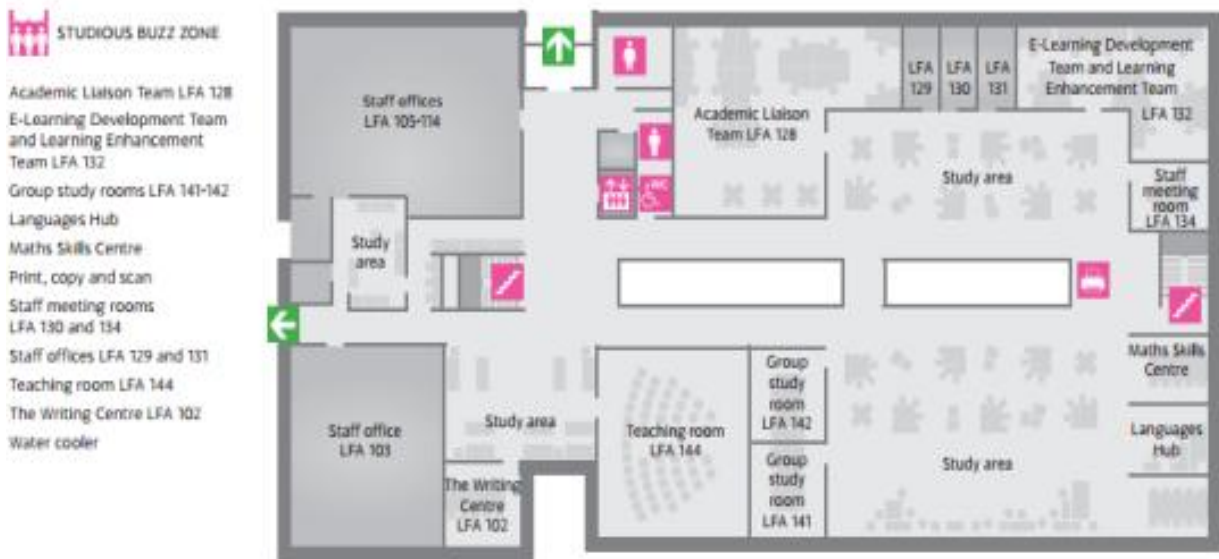 STUDIOUS BUZZ ZONE
Academic Liaison Team LFA 128
E-Learning Development Team
and Learning Enhancement
Team LFA 132
Group study rooms LFA 141-142
Languages Hub
Maths Skills Centre
Print, copy and scan
Staff meeting rooms
LFA 130 and 134
Staff offices LFA 129 and 131
Teaching room LFA 144
The Writing Centre LFA 102
Water cooler
Staff offices
LFA 105-114
Academic Liaison
Team LFA 128
LFA
129
LFA
130
LFA
131
E-Learning Development
Team and Learning
Enhancement Team
LFA 132
Study area
Staff
meeting
room
LFA 134
WC
Study
area
Staff office
LFA 103
Study area
The Writing
Centre
LFA 102
Teaching room
LFA 144
Group
study
room
LFA 142
Group
study
room
LFA 141
Study area
Maths Skills
Centre
Languages
Hub